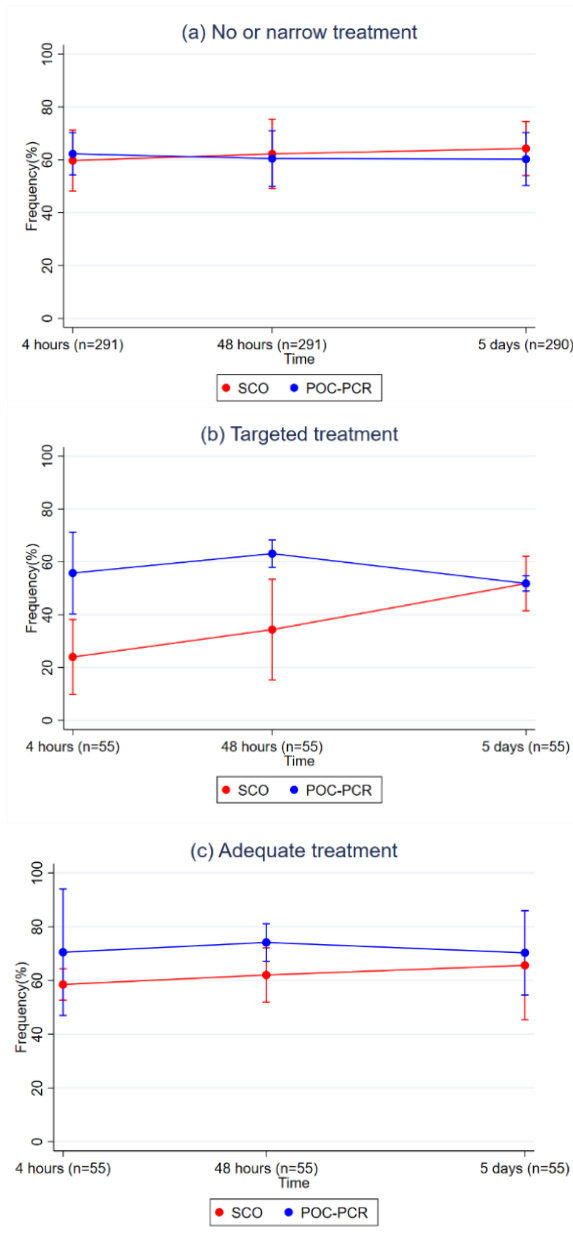 (a) No or narrow treatment
100
80
60
40
20
0
Frequency(%)
4 hours (n=291) 48 hours (n=291) 5 days (n=290)
Time
SCO POC-PCR
(b) Targeted treatment
100
80
60
40
20
0
Frequency(%)
4 hours (n=55) 48 hours (n=55) 5 days (n=55)
Time
SCO POC-PCR
(c) Adequate treatment
100
80
60
40
20
0
Frequency(%)
4 hours (n=55) 48 hours (n=55) 5 days (n=55)
Time
SCO POC-PCR